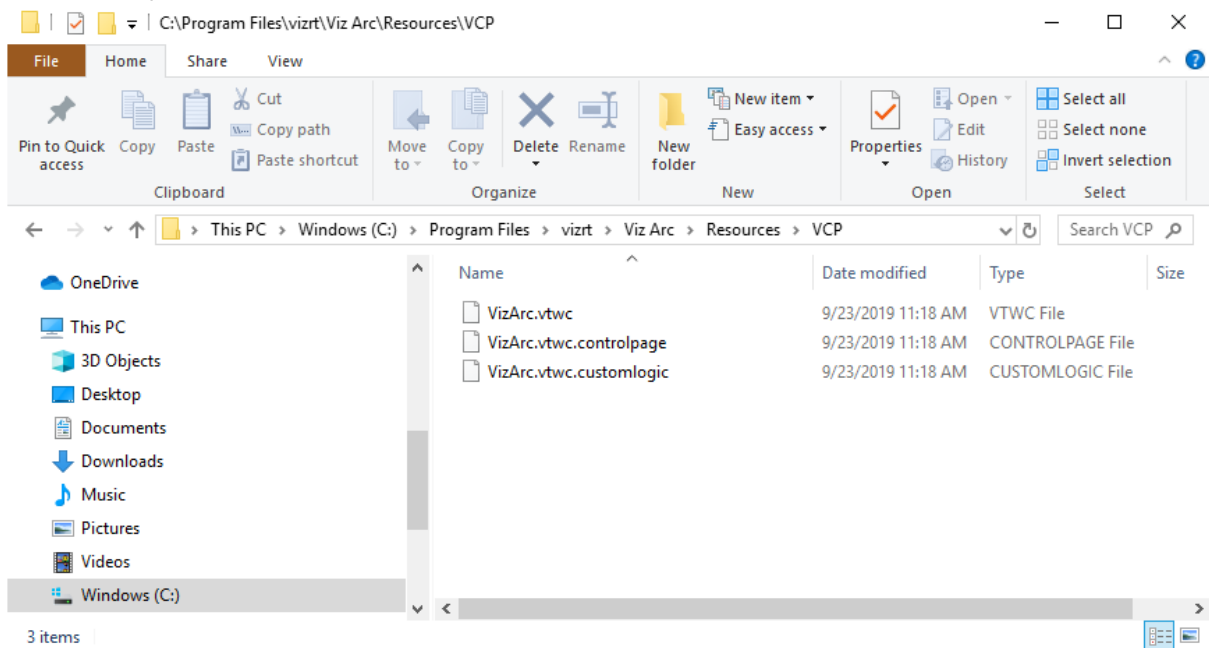 C:\Program Files\vizrt\Viz Arc\Resources\VCP
File Home Share View
Pin to Quick access
Copy
Paste
Cut
Copy path
Paste shortcut
Clipboard
Move to
Copy to
Delete
Rename
Organize
New folder
New item
Easy access
New
Properties
Open
Edit
History
Open
Select all
Select none
Invert selection
Select
This PC > Windows (C:) > Program Files > vizrt > Viz Arc > Resources > VCP
Search VCP
OneDrive
This PC
3D Objects
Desktop
Documents
Downloads
Music
Pictures
Videos
Windows (C:)
Name Date modified Type Size
VizArc.vtwc 9/23/2019 11:18 AM VTWC File
VizArc.vtwc.controlpage 9/23/2019 11:18 AM CONTROLPAGE File
VizArc.vtwc.customlogic 9/23/2019 11:18 AM CUSTOMLOGIC File
3 items